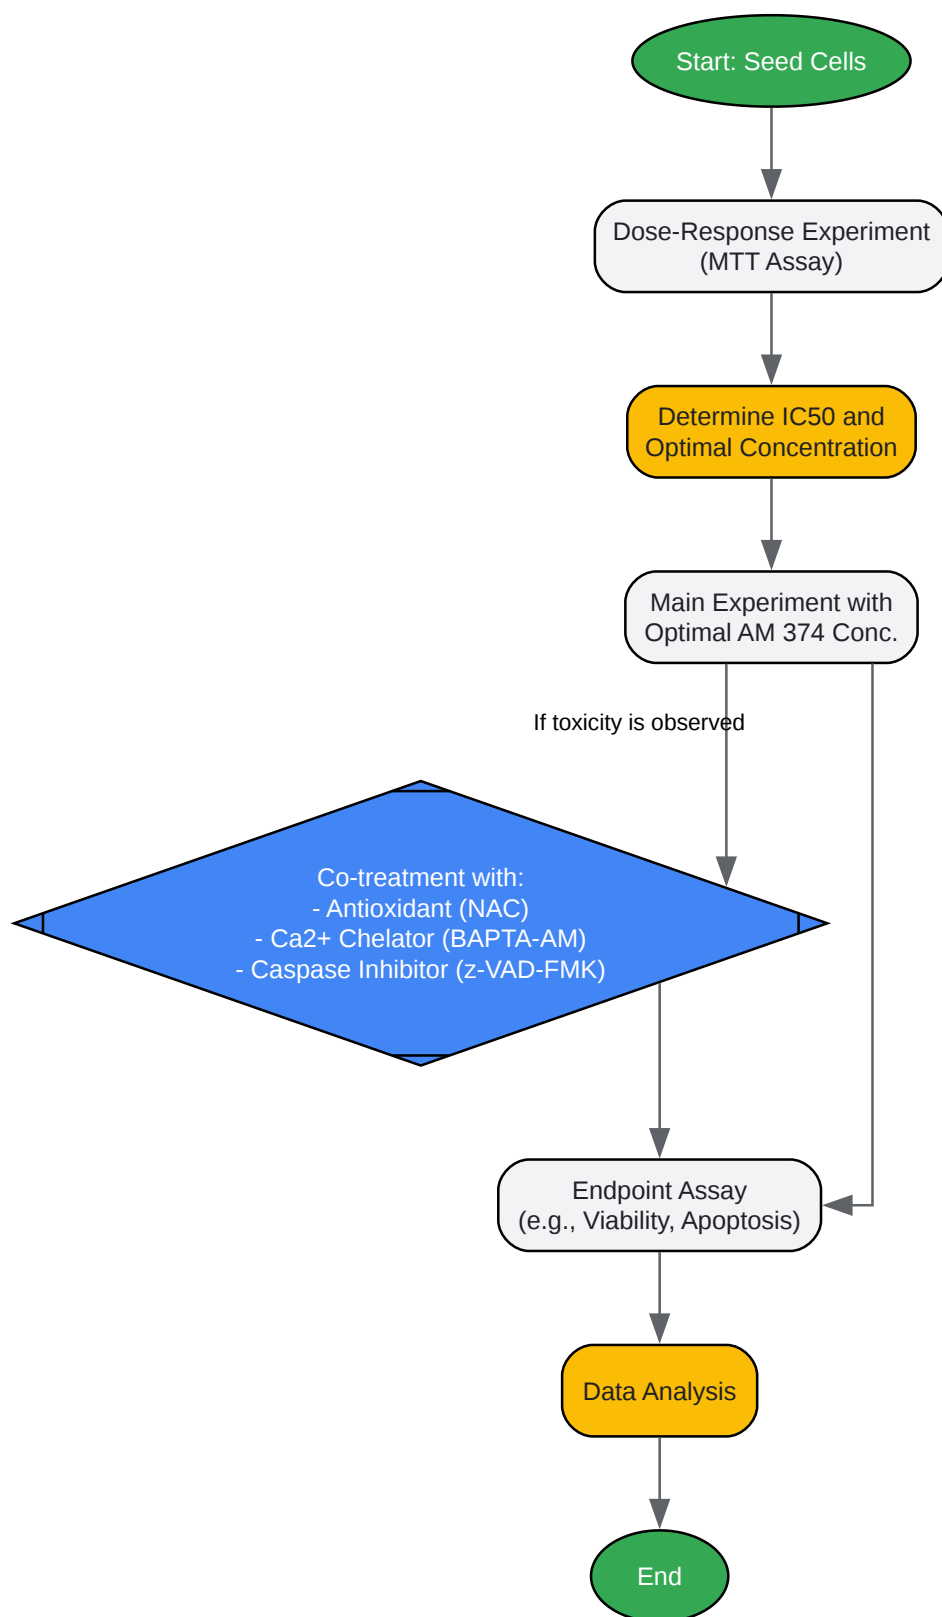 Start: Seed Cells
Dose-Response Experiment
(MTT Assay)
Determine IC50 and
Optimal Concentration
Main Experiment with
Optimal AM 374 Conc.
If toxicity is observed
Co-treatment with:
- Antioxidant (NAC)
- Ca2+ Chelator (BAPTA-AM)
- Caspase Inhibitor (z-VAD-FMK)
Endpoint Assay
(e.g., Viability, Apoptosis)
Data Analysis
End